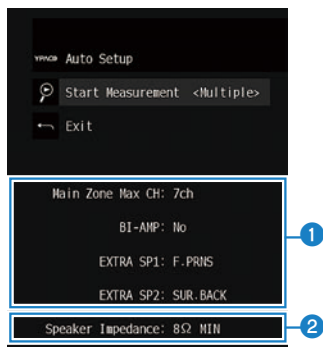 YPAO Auto Setup
Start Measurement <Multiple>
Exit
Main Zone Max CH: 7ch
BI-AMP: No
EXTRA SP1: F.PRNS
EXTRA SP2: SUR.BACK
1
Speaker Impedance: 8Ω MIN
2